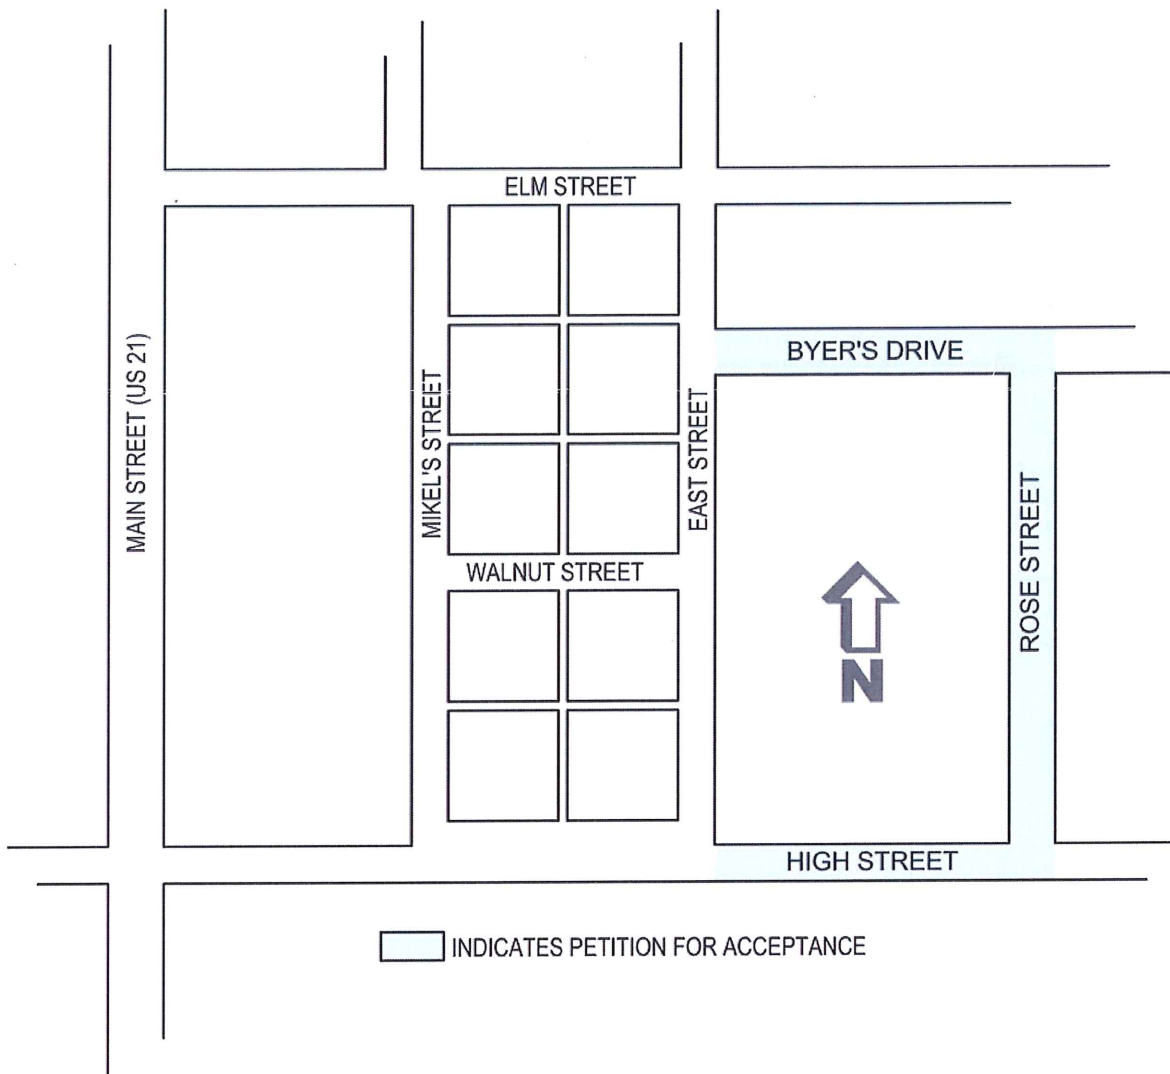 ELM STREET
BYER'S DRIVE
MAIN STREET (US 21)
MIKEL'S STREET
EAST STREET
ROSE STREET
WALNUT STREET
N
HIGH STREET
INDICATES PETITION FOR ACCEPTANCE